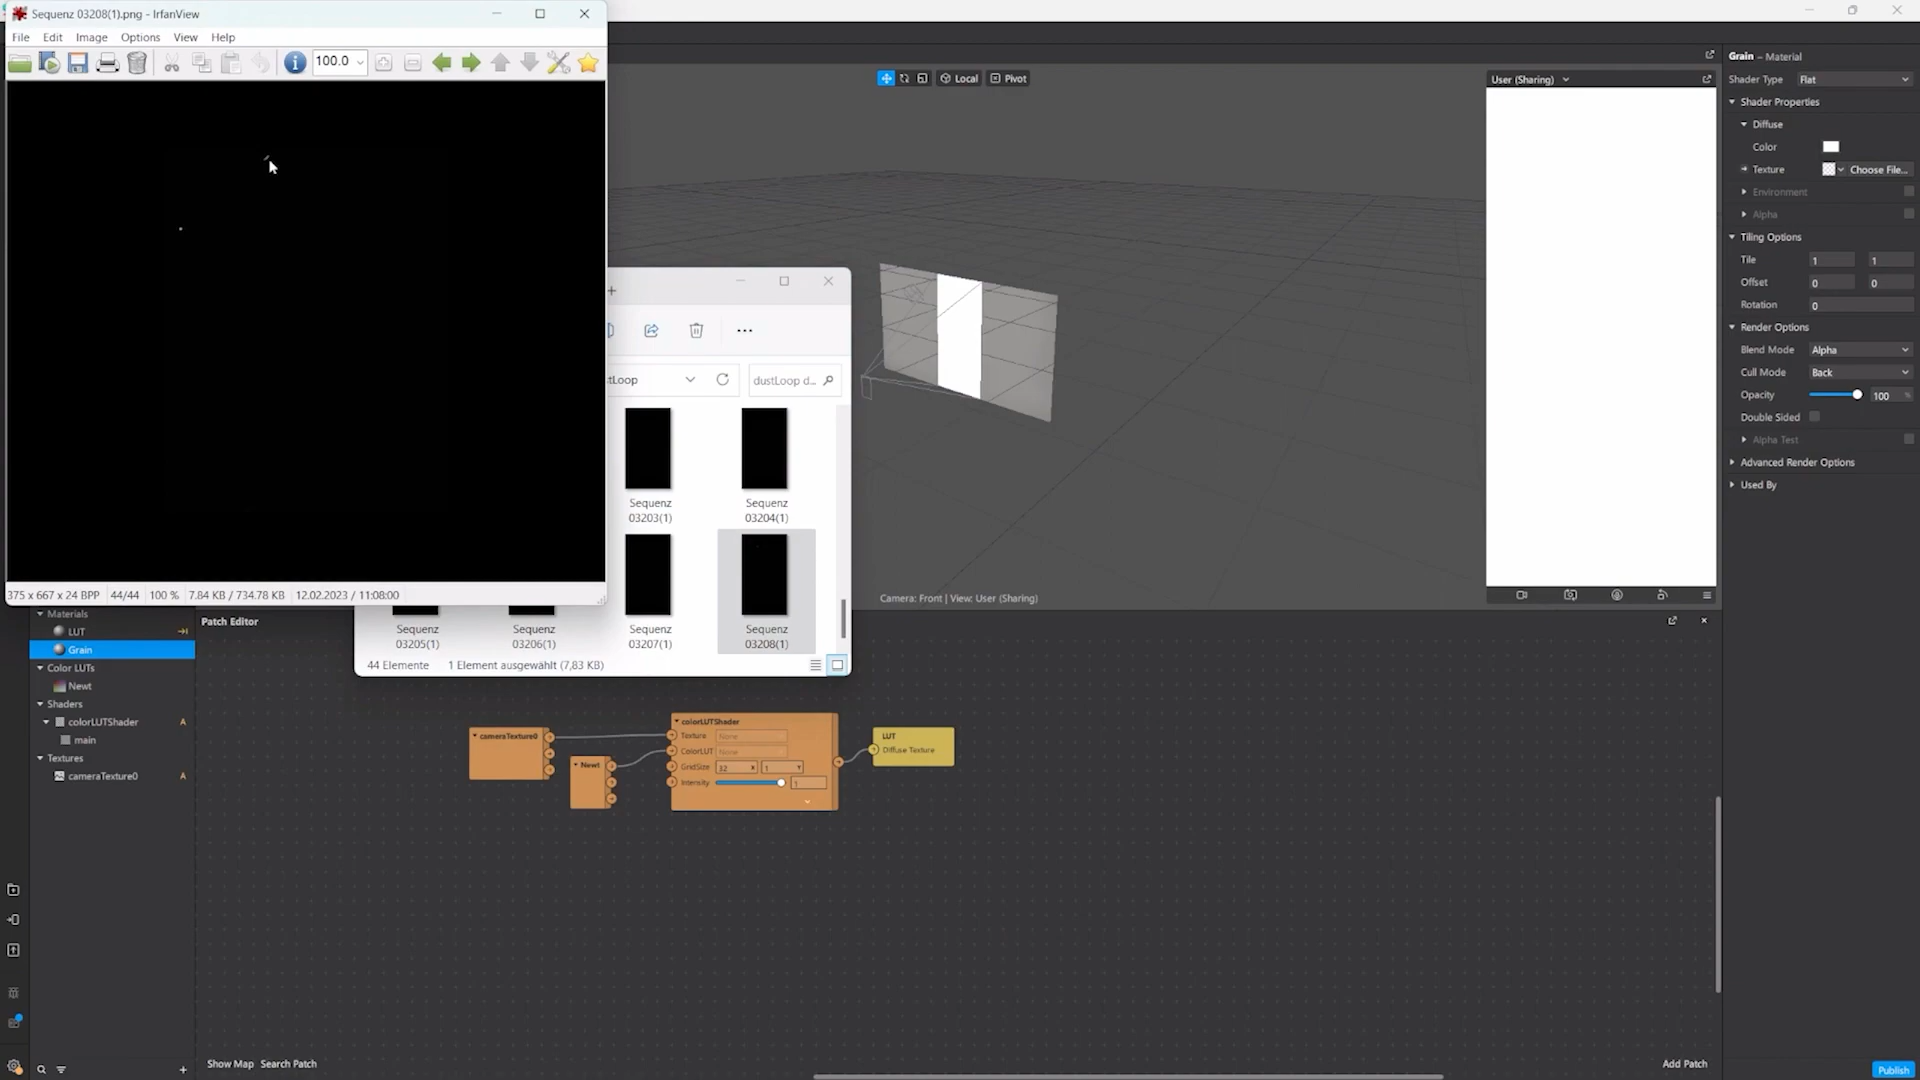 Sequenz 03208(1).png - IrfanView
File Edit Image Options View Help
100.0
375 x 667 x 24 BPP 44/44 100 % 7.84 KB / 734.78 KB 12.02.2023 / 11:08:00
Local Pivot
Camera: Front | View: User (Sharing)
User (Sharing)
stLoop
dustLoop d...
Sequenz
03203(1)
Sequenz
03204(1)
Sequenz
03205(1)
Sequenz
03206(1)
Sequenz
03207(1)
Sequenz
03208(1)
44 Elemente 1 Element ausgewählt (7,83 KB)
Grain – Material
Shader Type Flat
Shader Properties
Diffuse
Color
Texture Choose File...
Environment
Alpha
Tiling Options
Tile 1 1
Offset 0 0
Rotation 0
Render Options
Blend Mode Alpha
Cull Mode Back
Opacity 100 %
Double Sided
Alpha Test
Advanced Render Options
Used By
Materials
LUT
Grain
Color LUTs
Newt
Shaders
colorLUTShader A
main
Textures
cameraTexture0 A
Patch Editor
cameraTexture0
Newt
colorLUTShader
Texture None
ColorLUT None
GridSize 32 X 1 Y
Intensity 1
LUT
Diffuse Texture
Show Map Search Patch
Add Patch
Publish